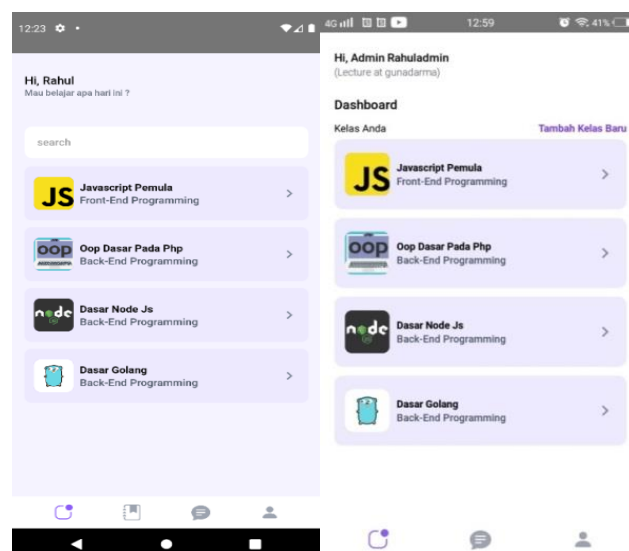 12:23
Hi, Rahul
Mau belajar apa hari ini ?
search
JS
Javascript Pemula
Front-End Programming
oop
Oop Dasar Pada Php
Back-End Programming
node
Dasar Node Js
Back-End Programming
Dasar Golang
Back-End Programming
4G 12:59 41%
Hi, Admin Rahuladmin
(Lecture at gunadarma)
Dashboard
Kelas Anda Tambah Kelas Baru
JS
Javascript Pemula
Front-End Programming
oop
Oop Dasar Pada Php
Back-End Programming
node
Dasar Node Js
Back-End Programming
Dasar Golang
Back-End Programming